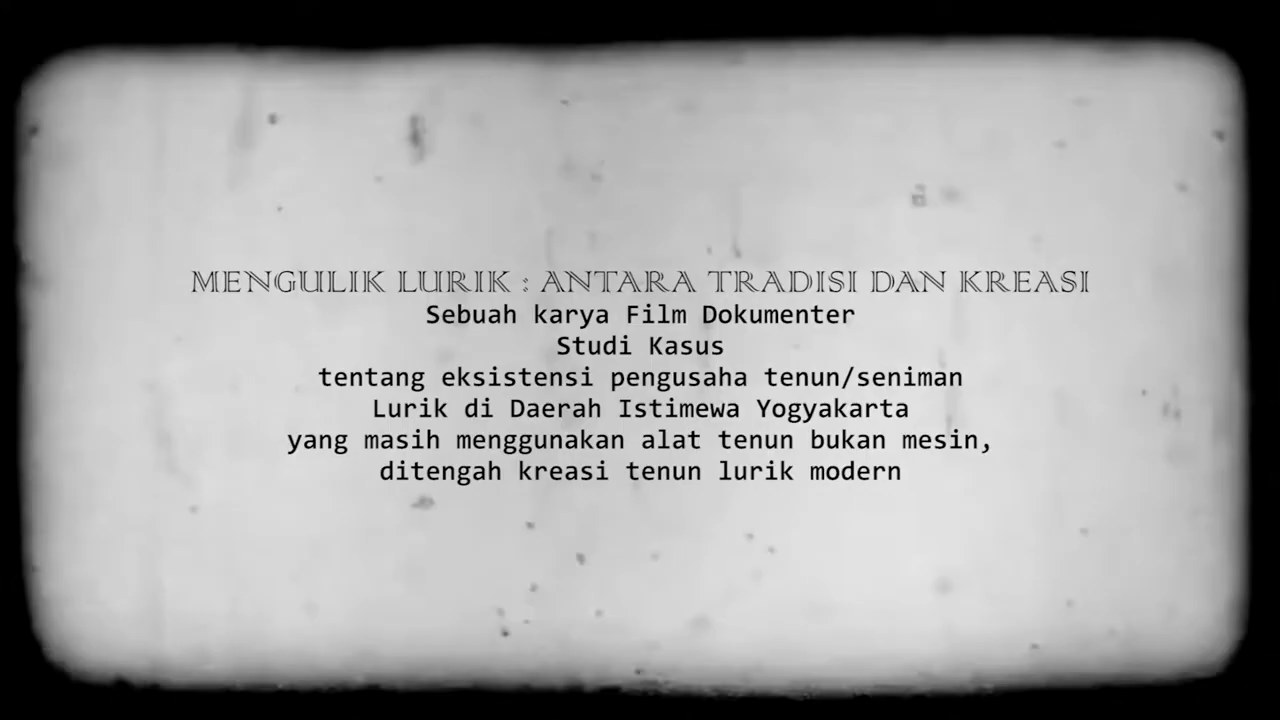 MENGULIK LURIK : ANTARA TRADISI DAN KREASI
Sebuah karya Film Dokumenter
Studi Kasus
tentang eksistensi pengusaha tenun/seniman
Lurik di Daerah Istimewa Yogyakarta
yang masih menggunakan alat tenun bukan mesin,
ditengah kreasi tenun lurik modern